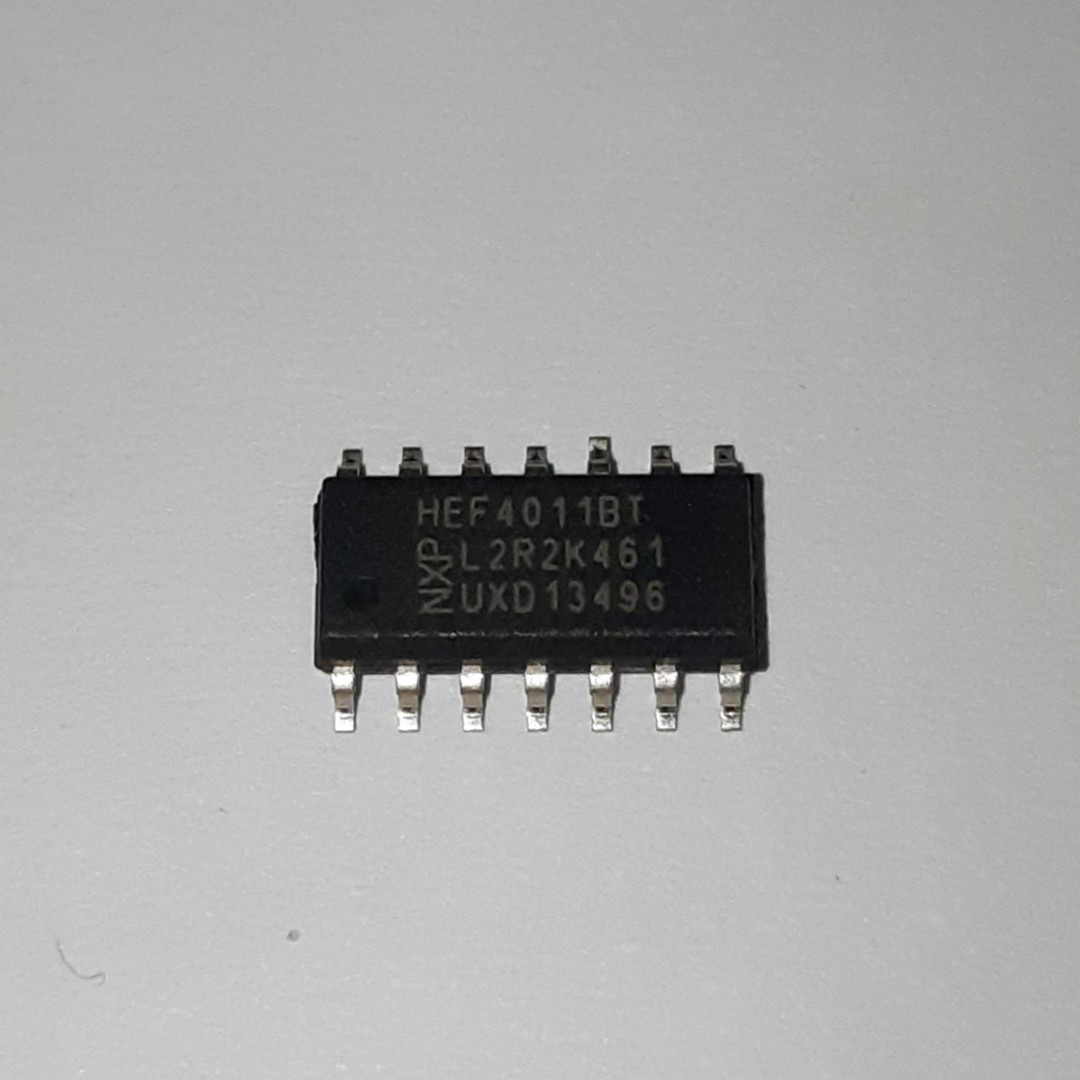 HEF4011BT
L2R2K461
UXD13496
NXP